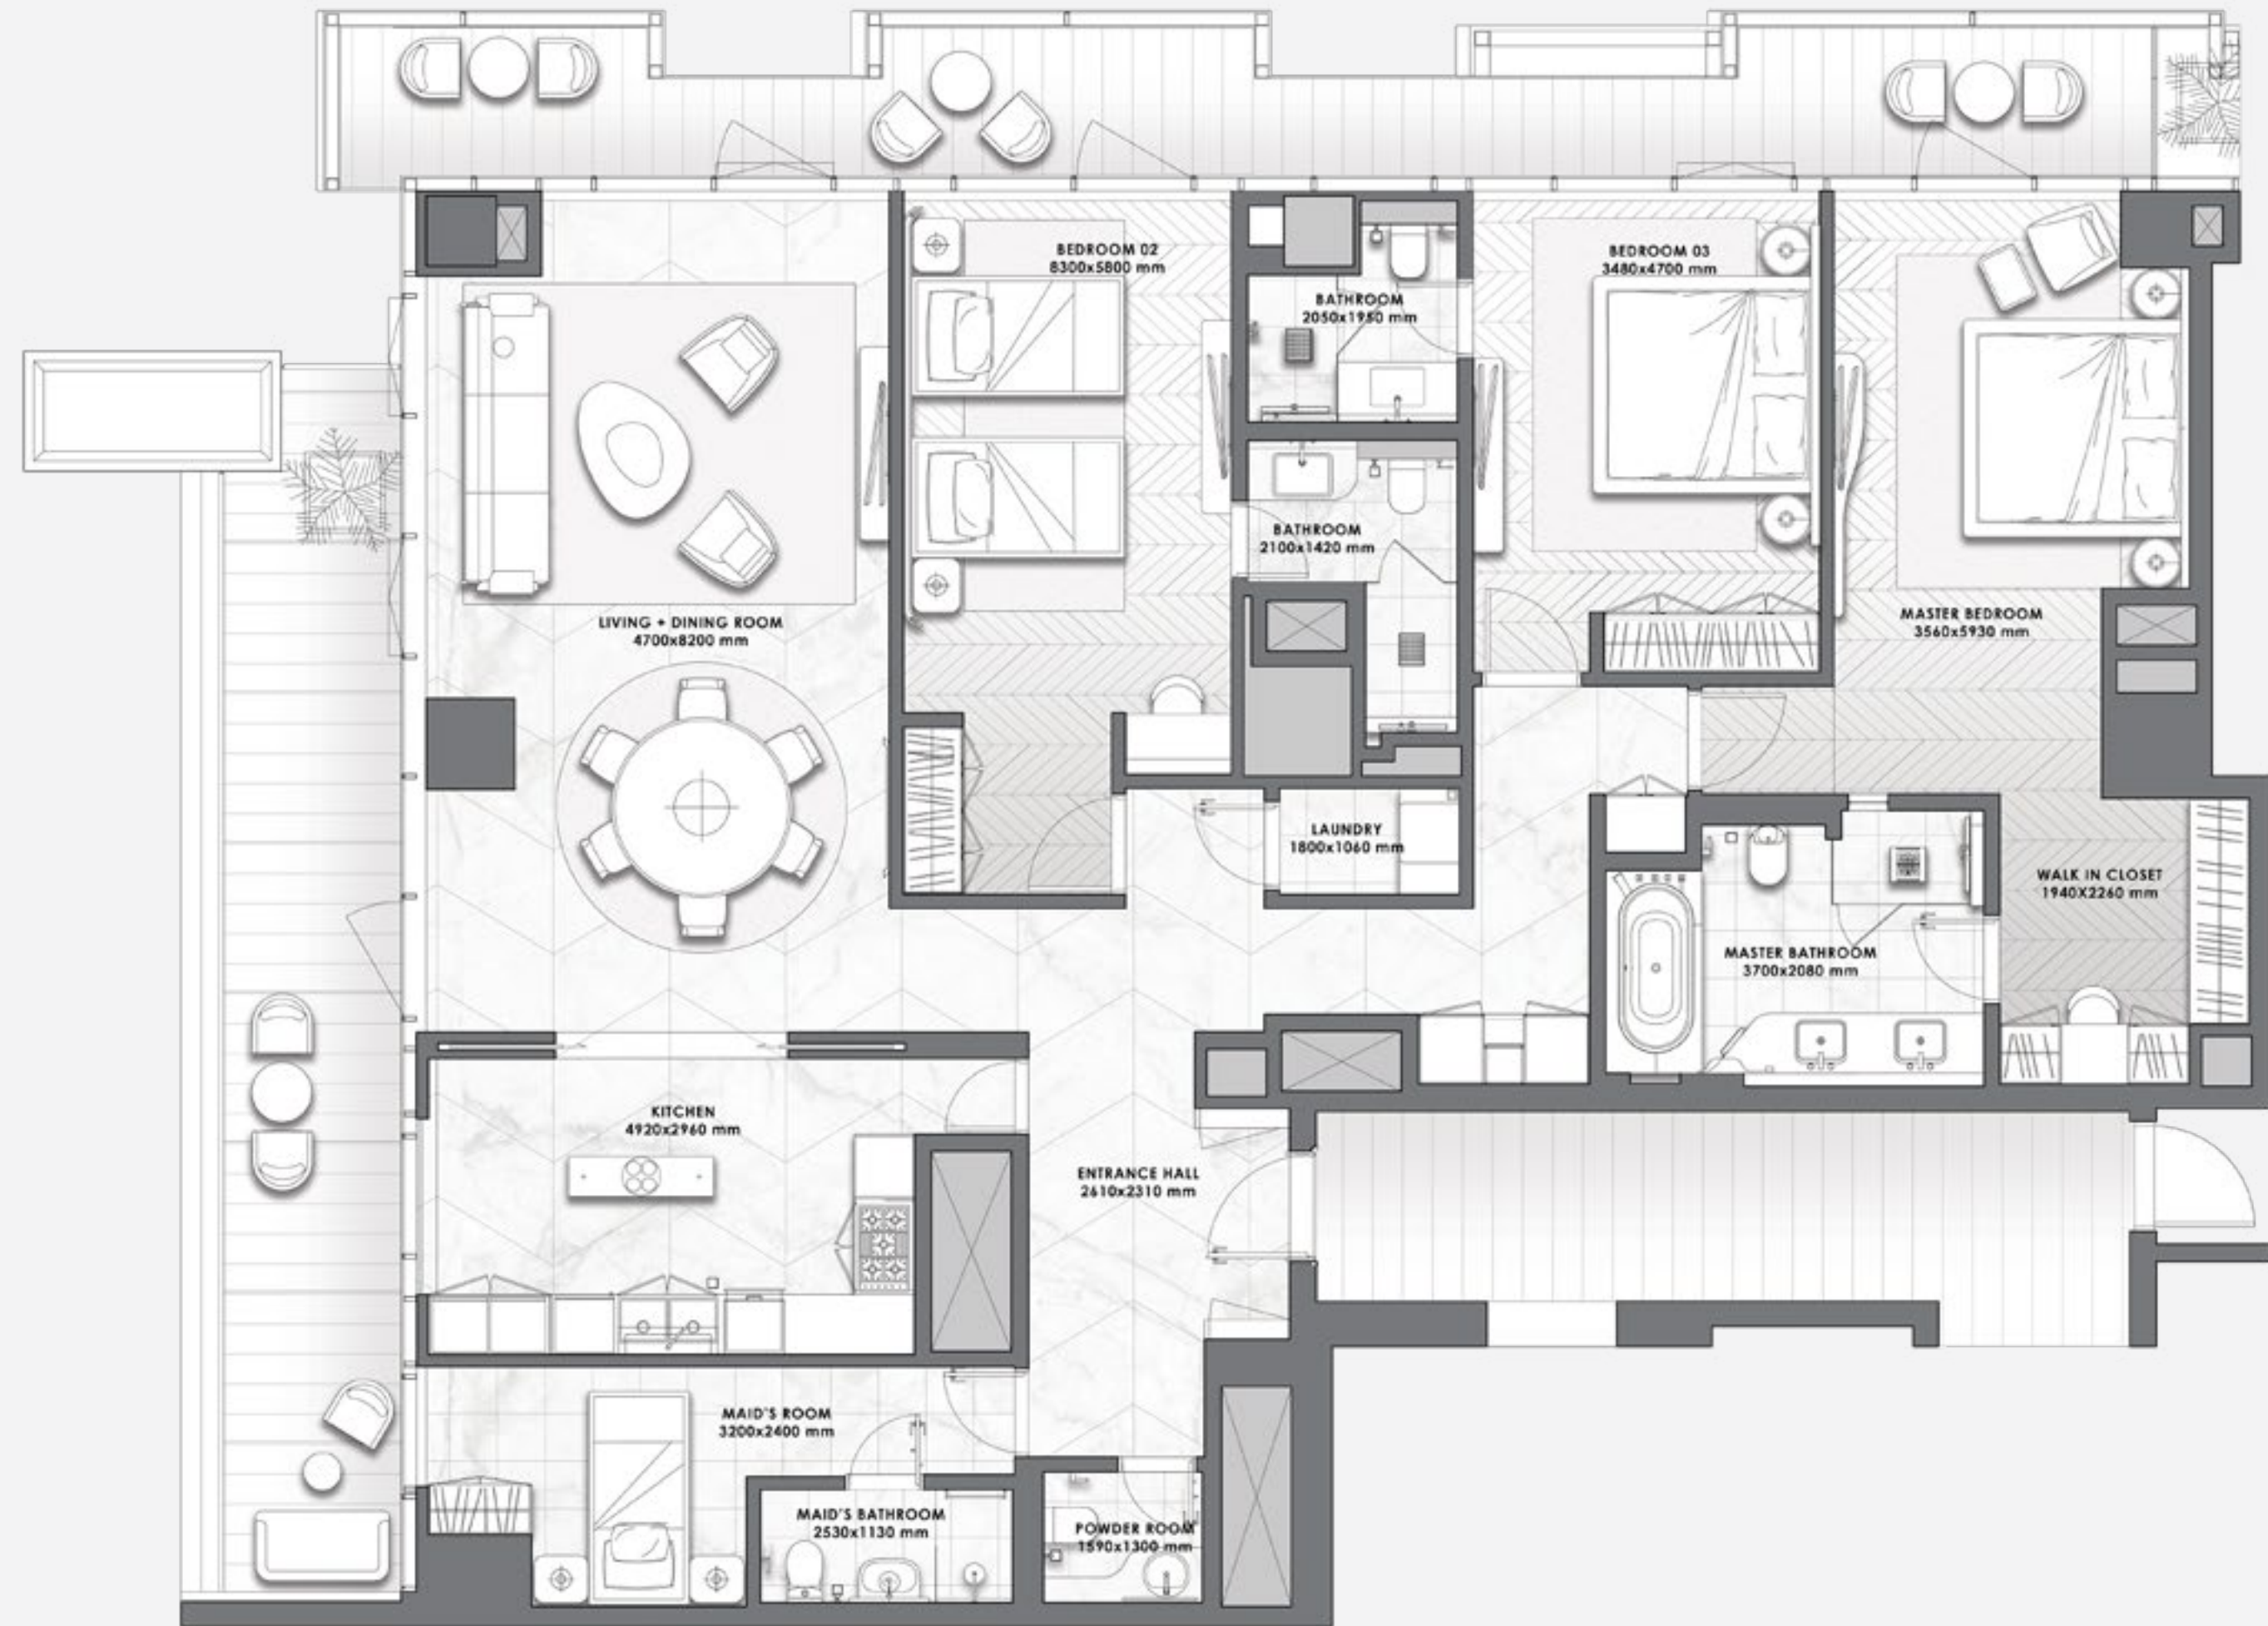 BEDROOM 02
8300x5800 mm
BEDROOM 03
3480x4700 mm
BATHROOM
2050x1950 mm
BATHROOM
2100x1420 mm
LIVING + DINING ROOM
4700x8200 mm
MASTER BEDROOM
3560x5930 mm
LAUNDRY
1800x1060 mm
WALK IN CLOSET
1940X2260 mm
MASTER BATHROOM
3700x2080 mm
KITCHEN
4920x2960 mm
ENTRANCE HALL
2610x2310 mm
MAID'S ROOM
3200x2400 mm
MAID'S BATHROOM
2530x1130 mm
POWDER ROOM
1590x1300 mm